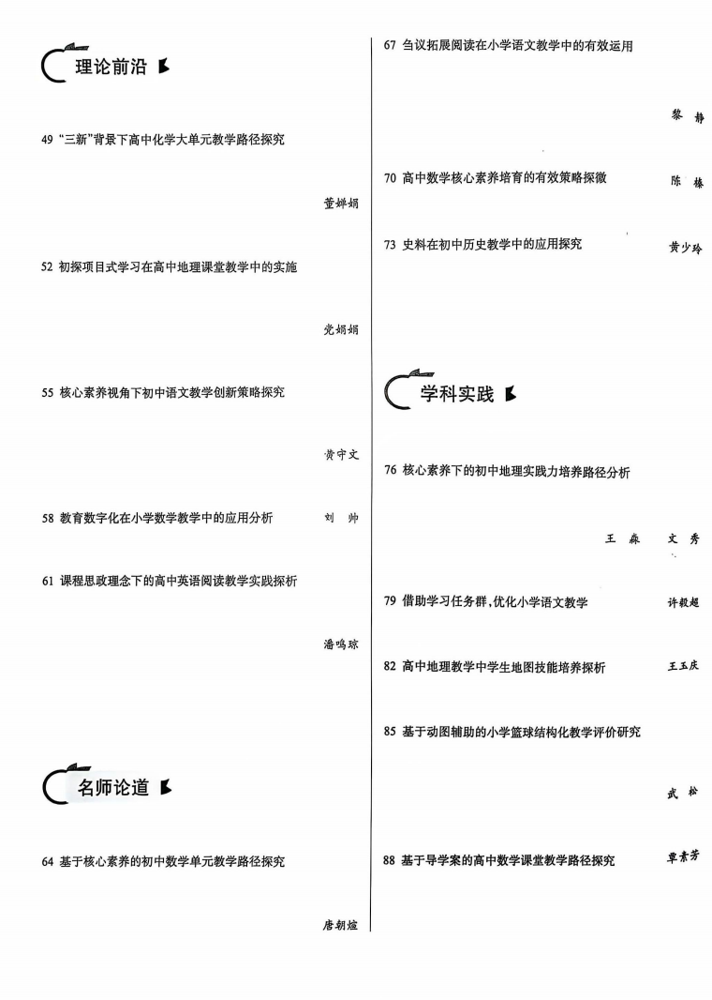 理论前沿
49 “三新”背景下高中化学大单元教学路径探究
董婵娟
52 初探项目式学习在高中地理课堂教学中的实施
党娟娟
55 核心素养视角下初中语文教学创新策略探究
黄守文
58 教育数字化在小学数学教学中的应用分析 刘 帅
61 课程思政理念下的高中英语阅读教学实践探析
潘鸣琼
名师论道
64 基于核心素养的初中数学单元教学路径探究
唐朝煊
67 刍议拓展阅读在小学语文教学中的有效运用
黎 静
70 高中数学核心素养培育的有效策略探微 陈 榛
73 史料在初中历史教学中的应用探究 黄少玲
学科实践
76 核心素养下的初中地理实践力培养路径分析
王 淼 文 秀
79 借助学习任务群,优化小学语文教学 许毅超
82 高中地理教学中学生地图技能培养探析 王玉庆
85 基于动图辅助的小学篮球结构化教学评价研究
武 松
88 基于导学案的高中数学课堂教学路径探究 覃素芳